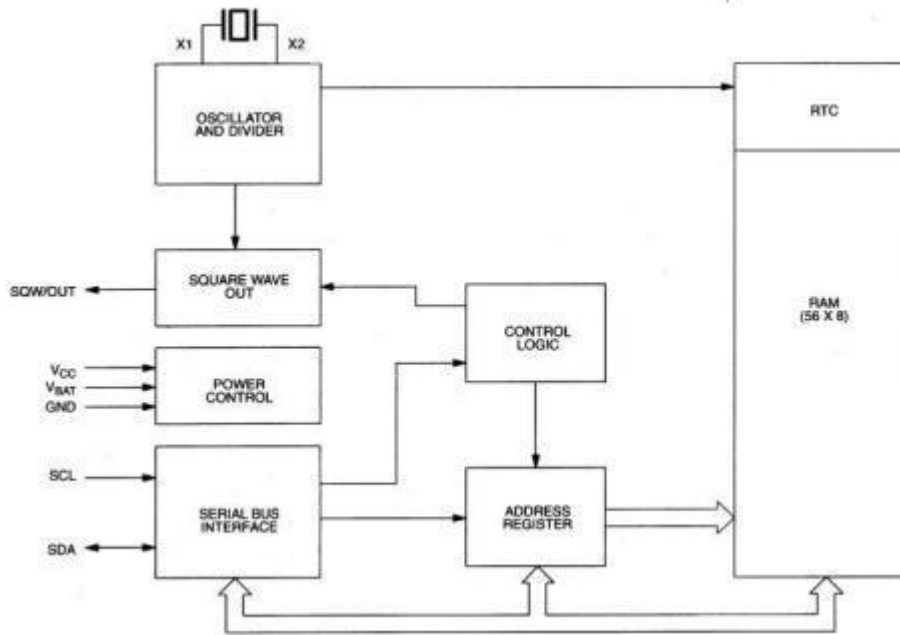 X1
X2
OSCILLATOR
AND DIVIDER
RTC
SQUARE WAVE
OUT
SQW/OUT
RAM
(56 X 8)
CONTROL
LOGIC
VCC
VBAT
GND
POWER
CONTROL
SCL
SERIAL BUS
INTERFACE
ADDRESS
REGISTER
SDA